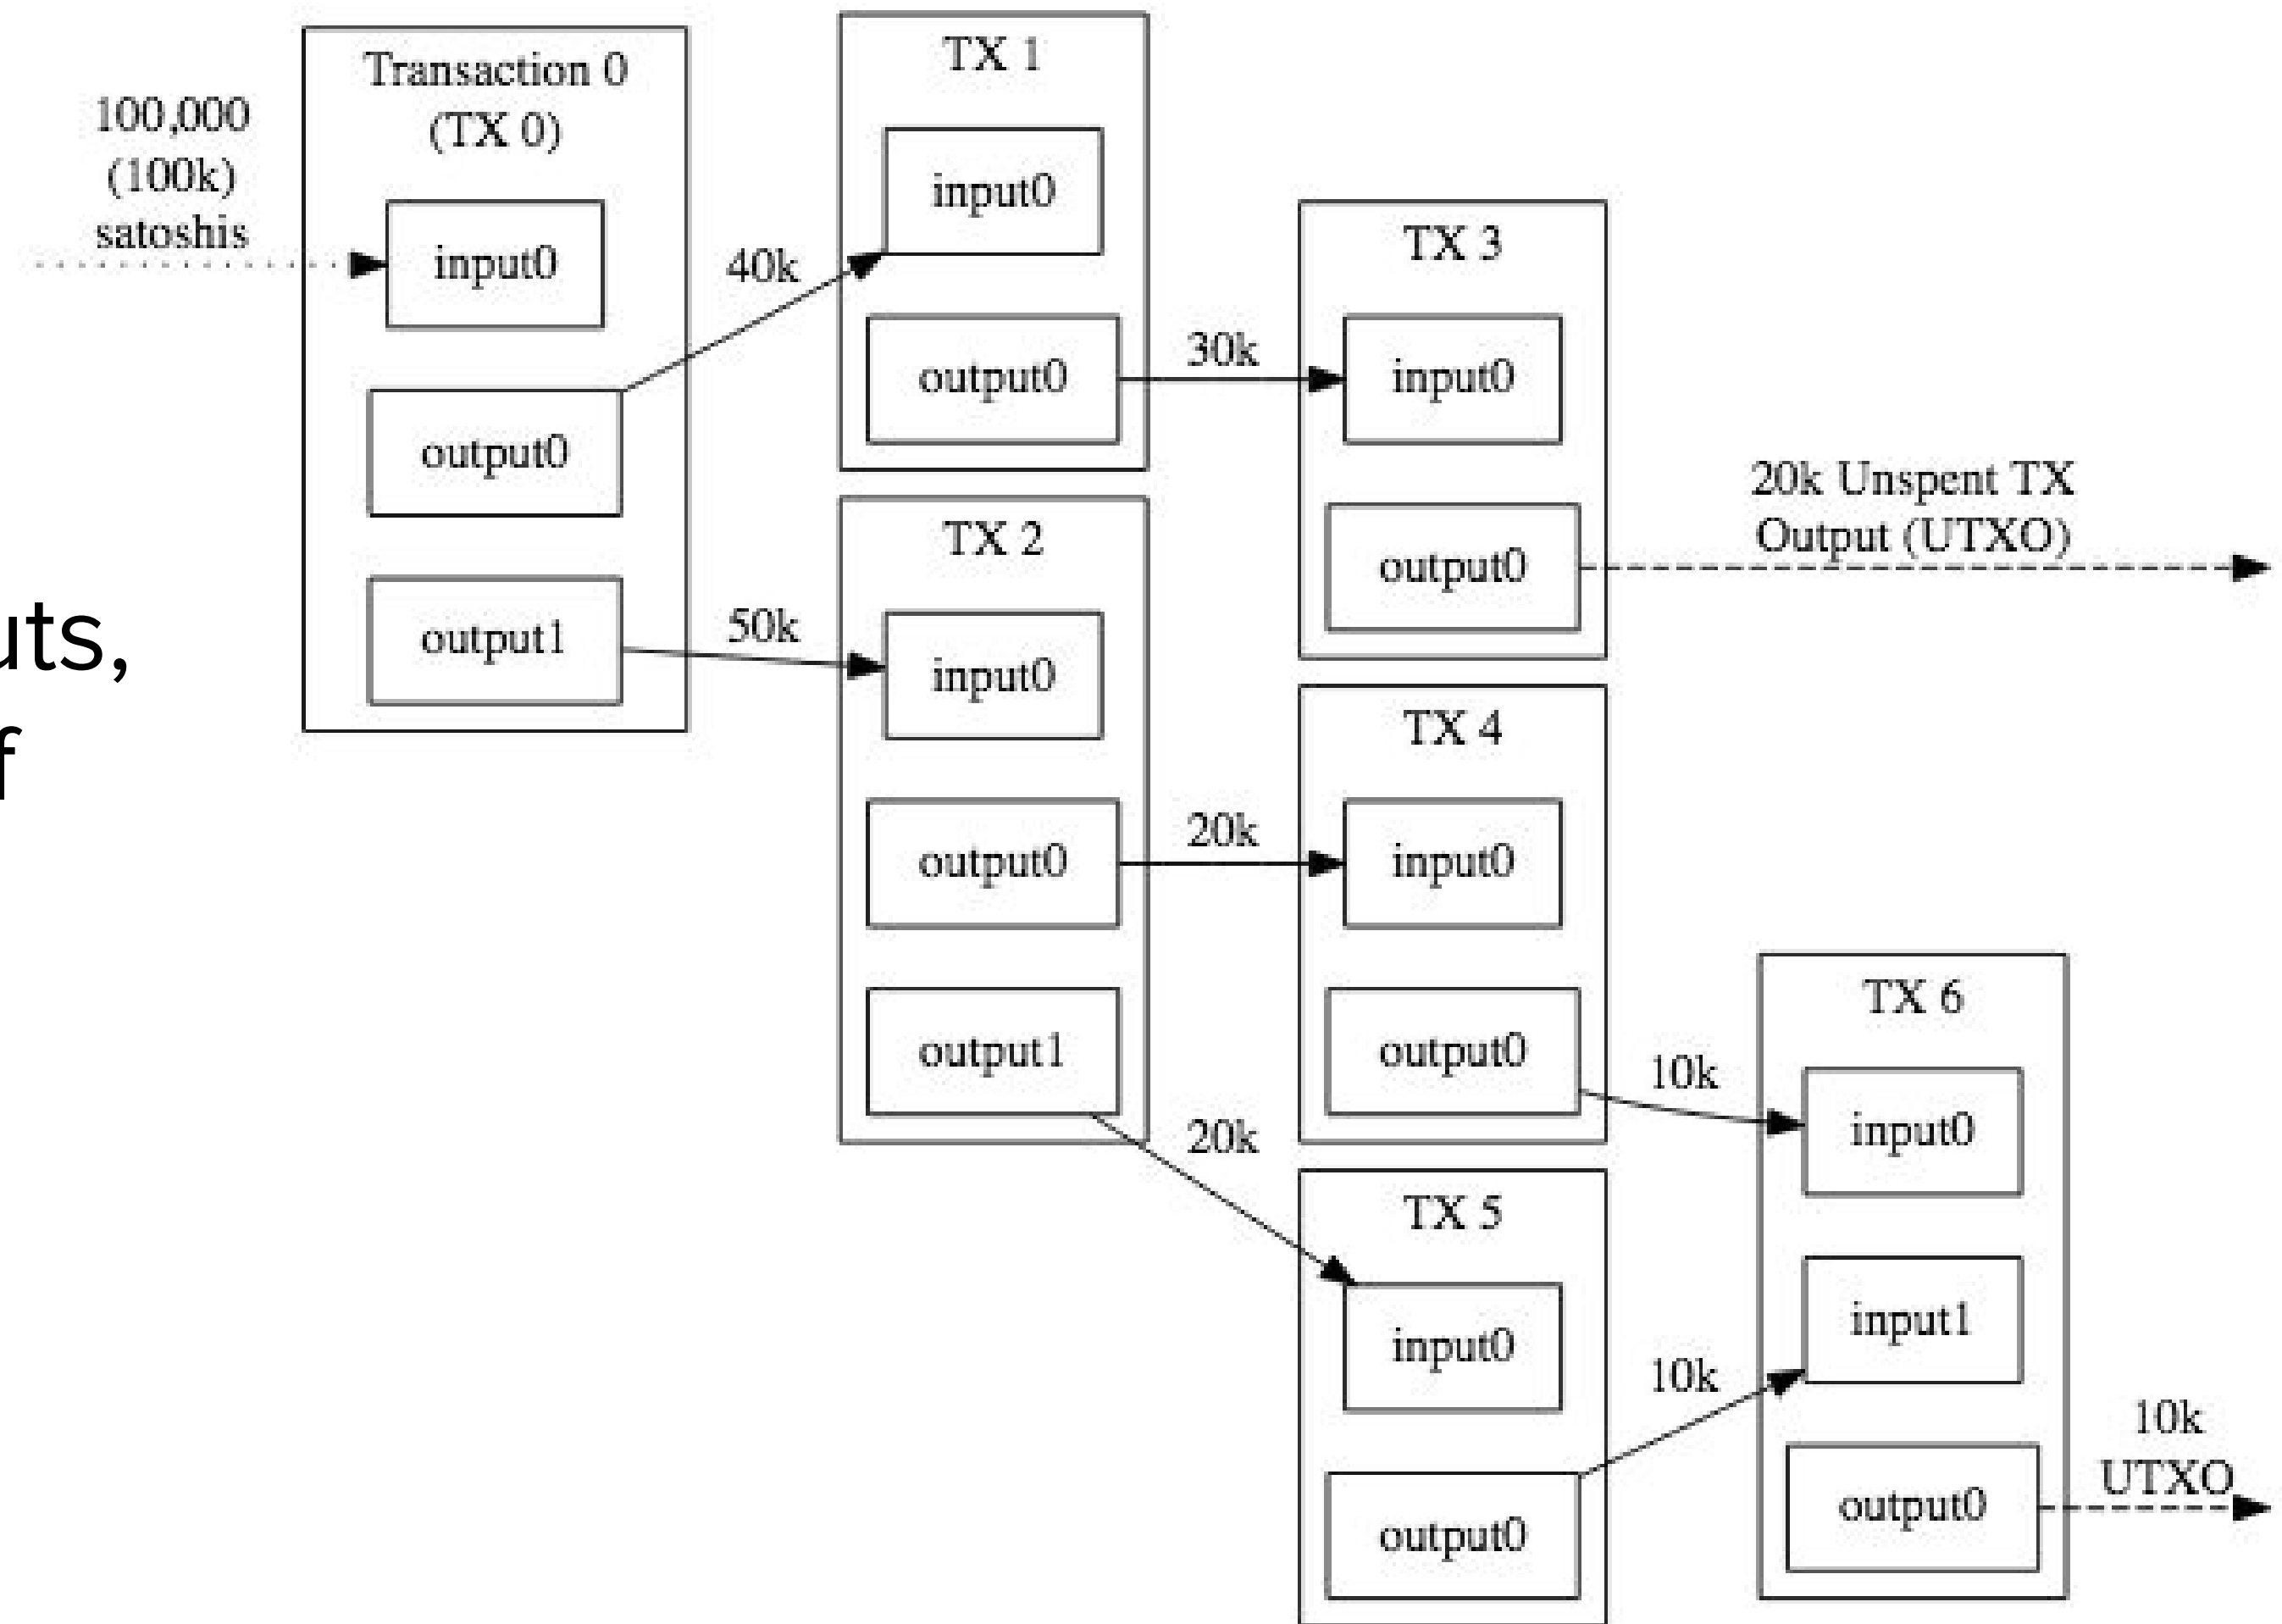 100,000
(100k)
satoshis
Transaction 0
(TX 0)
input0
output0
output1
40k
50k
TX 1
input0
output0
30k
TX 2
input0
output0
output1
20k
20k
TX 3
input0
output0
20k Unspent TX
Output (UTXO)
TX 4
input0
output0
10k
TX 5
input0
output0
10k
TX 6
input0
input1
output0
10k
UTXO
uts,
f